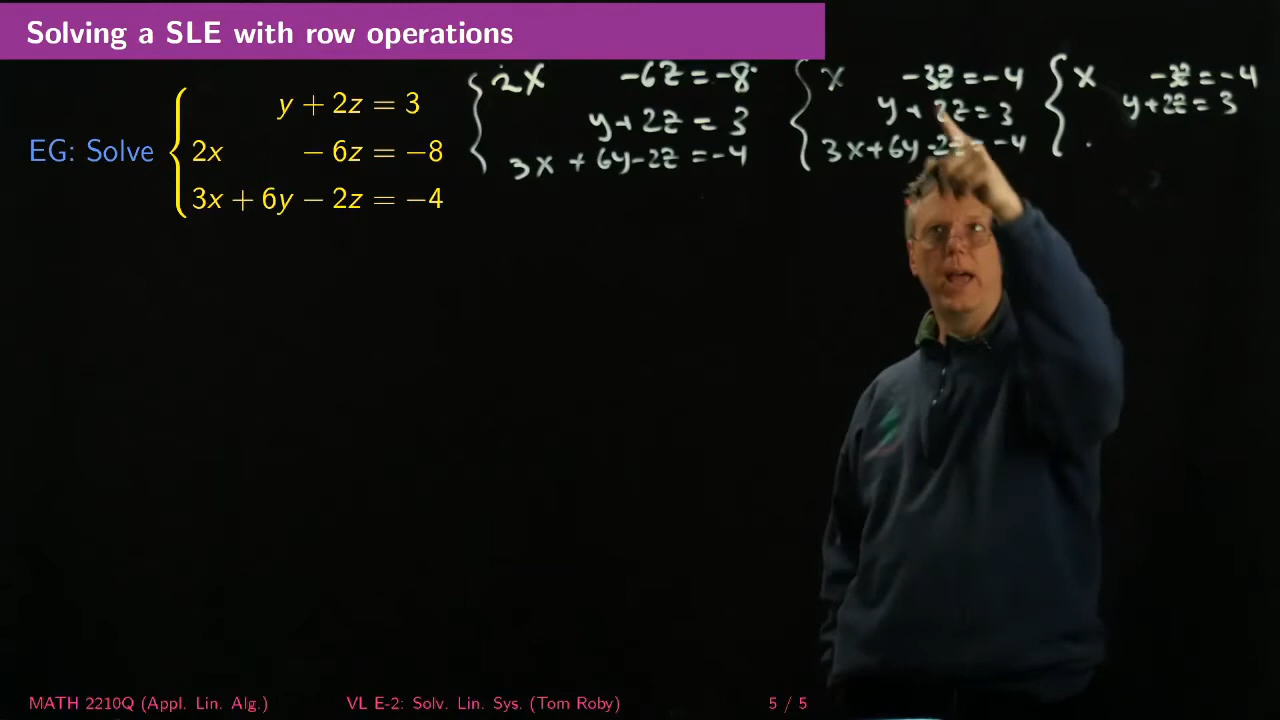 Solving a SLE with row operations
EG: Solve
y + 2z = 3
2x - 6z = -8
3x + 6y - 2z = -4
2x -6z = -8
y + 2z = 3
3x + 6y - 2z = -4
x -3z = -4
y + 2z = 3
3x + 6y - 2z = -4
x -3z = -4
y + 2z = 3
MATH 2210Q (Appl. Lin. Alg.) VL E-2: Solv. Lin. Sys. (Tom Roby) 5 / 5